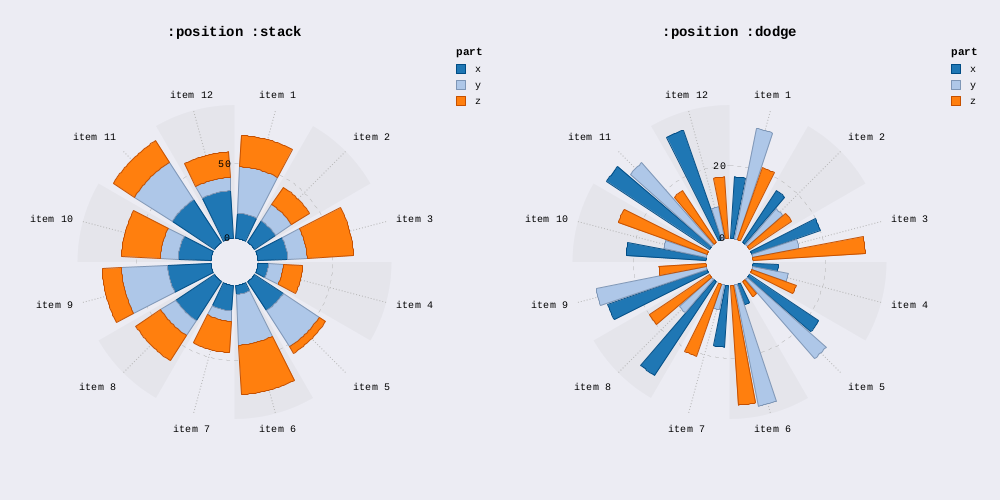 :position :stack
part
x
y
z
item 12
item 1
item 11
item 2
50
item 10
0
item 3
item 9
item 4
item 8
item 5
item 7
item 6
:position :dodge
part
x
y
z
item 12
item 1
item 11
item 2
20
item 10
0
item 3
item 9
item 4
item 8
item 5
item 7
item 6